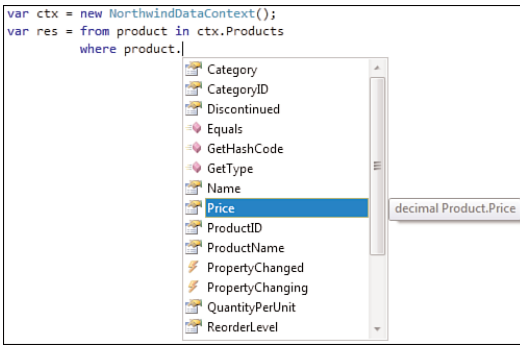 var ctx = new NorthwindDataContext();
var res = from product in ctx.Products
where product.
Category
CategoryID
Discontinued
Equals
GetHashCode
GetType
Name
Price
decimal Product.Price
ProductID
ProductName
PropertyChanged
PropertyChanging
QuantityPerUnit
ReorderLevel